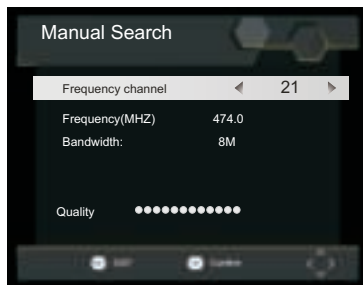 Manual Search
Frequency channel 21
Frequency(MHZ) 474.0
Bandwidth: 8M
Quality